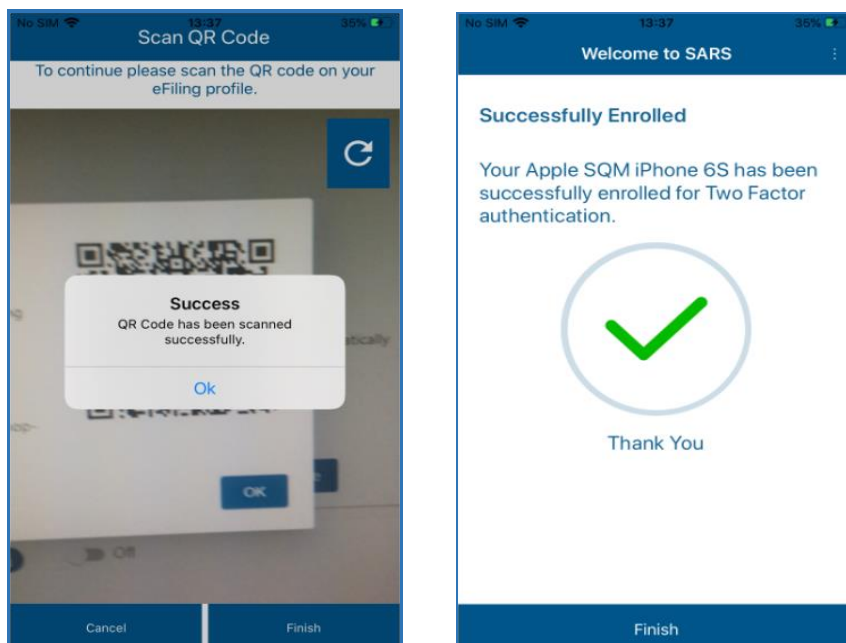 No SIM 13:37 35%
Scan QR Code
To continue please scan the QR code on your
eFiling profile.
Success
QR Code has been scanned
successfully.
Ok
OK
Off
Cancel Finish
No SIM 13:37 35%
Welcome to SARS
Successfully Enrolled
Your Apple SQM iPhone 6S has been
successfully enrolled for Two Factor
authentication.
Thank You
Finish